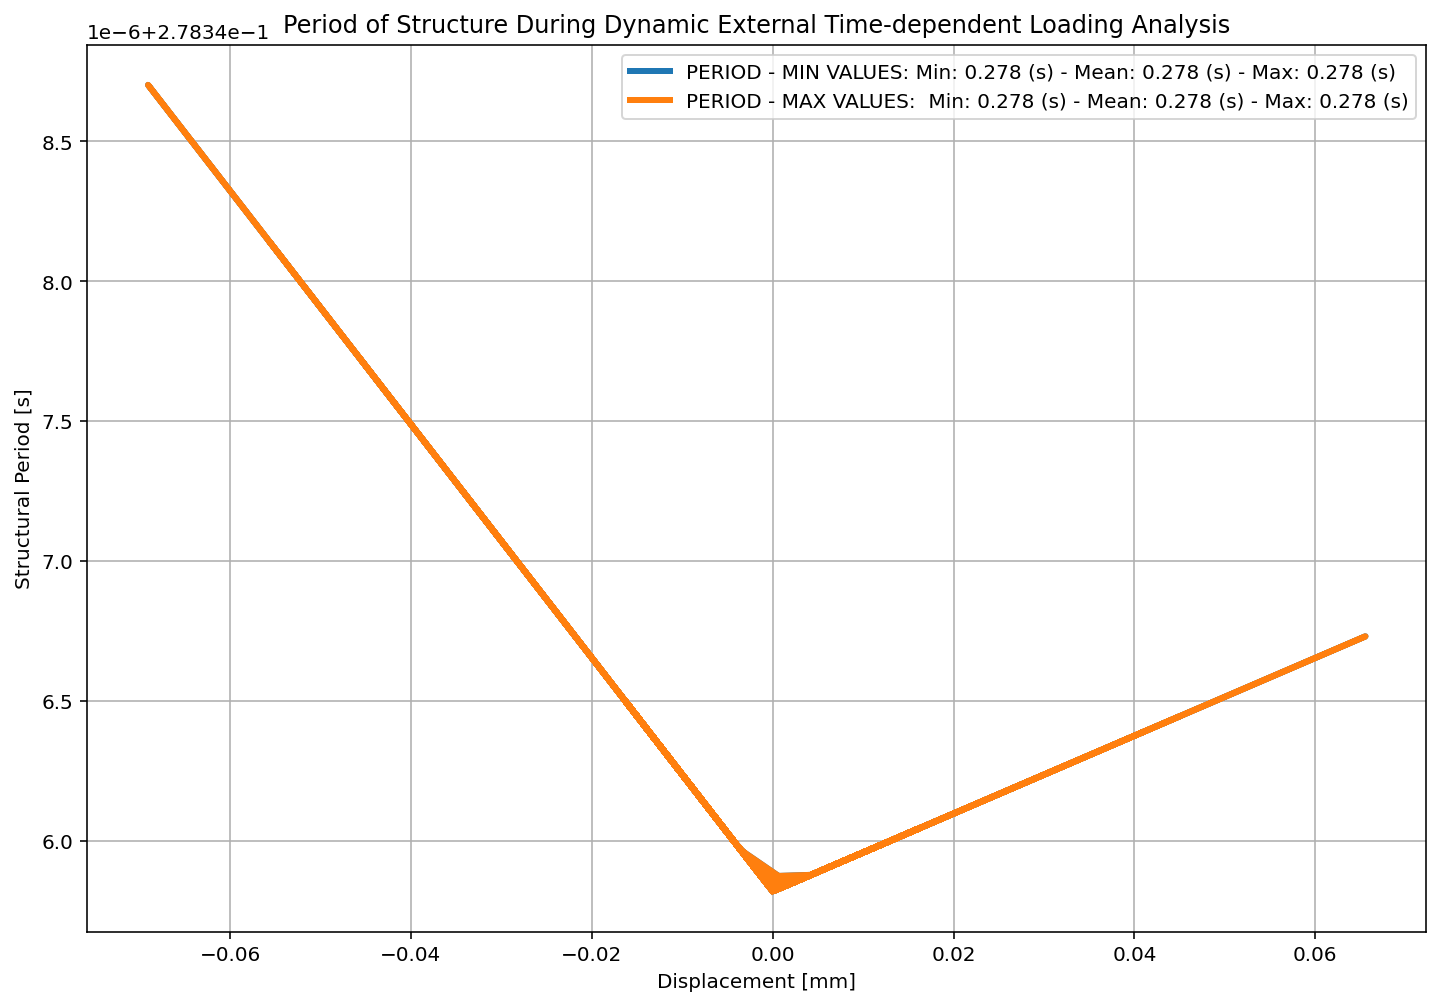 Period of Structure During Dynamic External Time-dependent Loading Analysis
1e−6+2.7834e−1
PERIOD - MIN VALUES: Min: 0.278 (s) - Mean: 0.278 (s) - Max: 0.278 (s)
PERIOD - MAX VALUES:  Min: 0.278 (s) - Mean: 0.278 (s) - Max: 0.278 (s)
8.5
8.0
7.5
7.0
6.5
6.0
Structural Period [s]
−0.06 −0.04 −0.02 0.00 0.02 0.04 0.06
Displacement [mm]